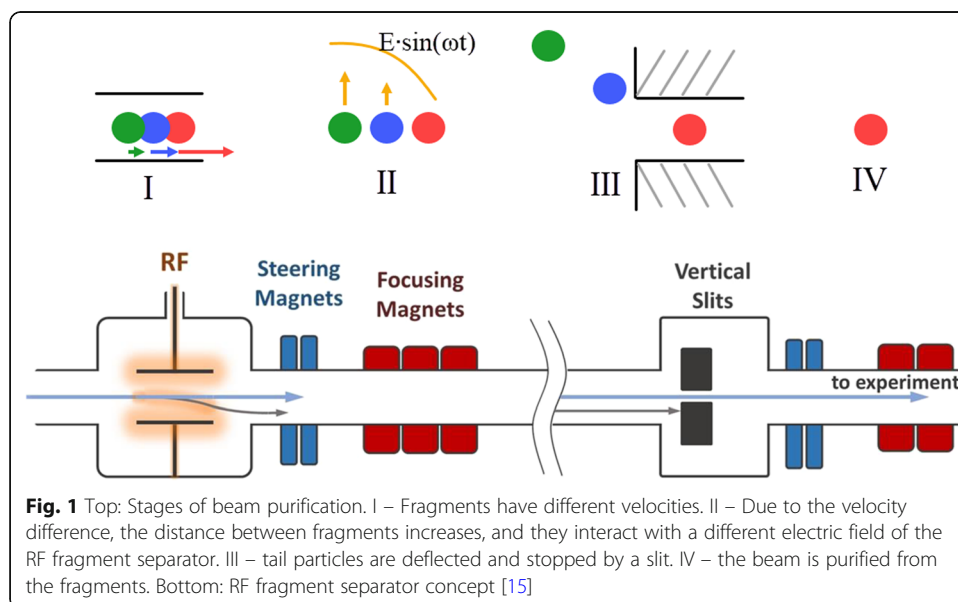 E·sin(ωt)
I
II
III
IV
RF
Steering
Magnets
Focusing
Magnets
Vertical
Slits
to experiment
Fig. 1 Top: Stages of beam purification. I – Fragments have different velocities. II – Due to the velocity
difference, the distance between fragments increases, and they interact with a different electric field of the
RF fragment separator. III – tail particles are deflected and stopped by a slit. IV – the beam is purified from
the fragments. Bottom: RF fragment separator concept [15]